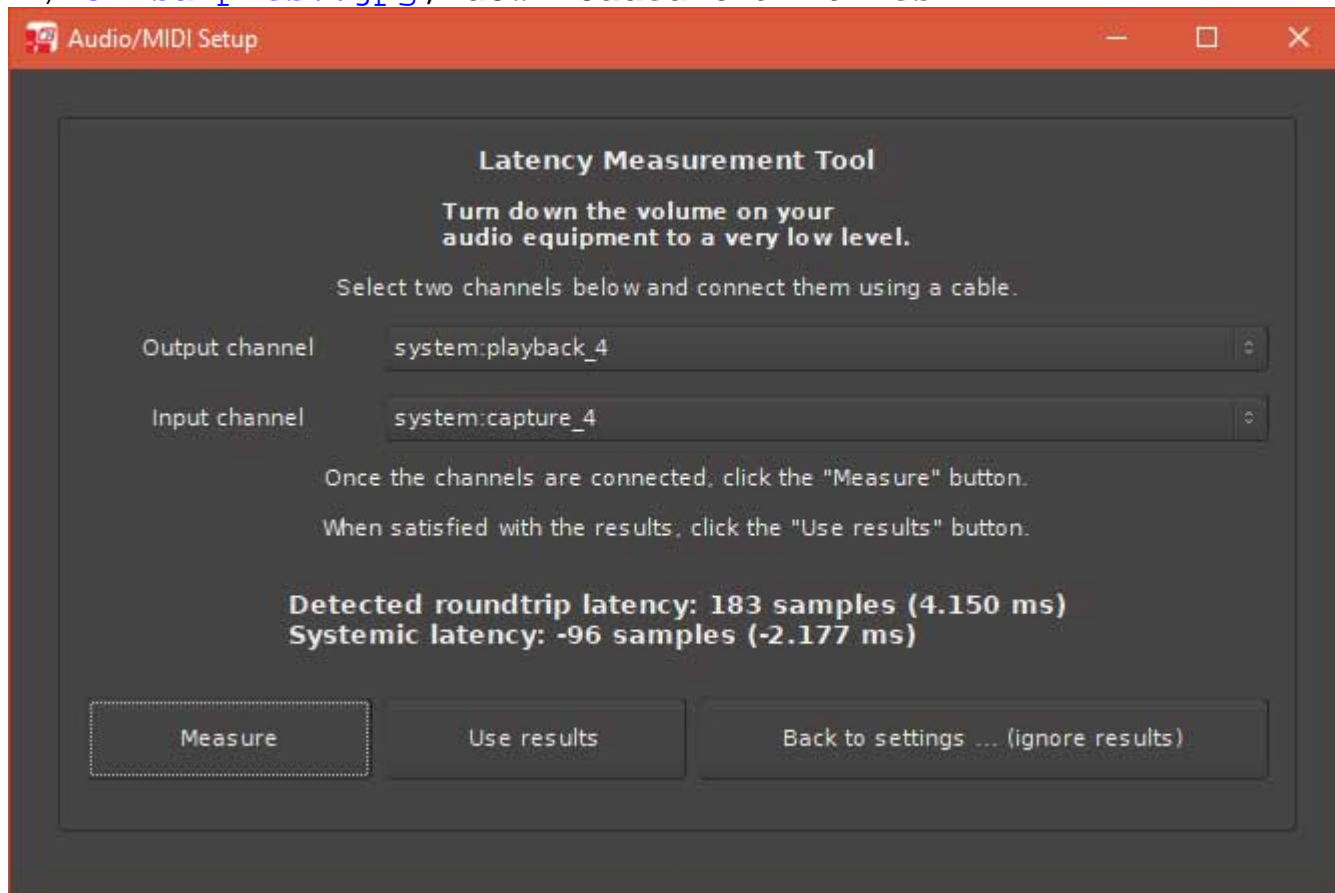 Audio/MIDI Setup
Latency Measurement Tool
Turn down the volume on your
audio equipment to a very low level.
Select two channels below and connect them using a cable.
Output channel system:playback_4
Input channel system:capture_4
Once the channels are connected, click the "Measure" button.
When satisfied with the results, click the "Use results" button.
Detected roundtrip latency: 183 samples (4.150 ms)
Systemic latency: -96 samples (-2.177 ms)
Measure Use results Back to settings ... (ignore results)